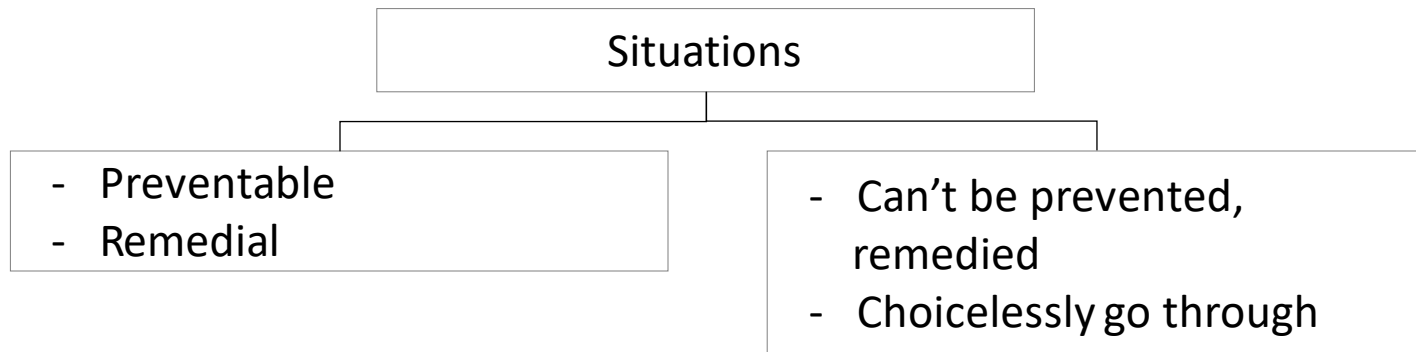 Situations
- Preventable
- Remedial
- Can’t be prevented,
remedied
- Choicelessly go through